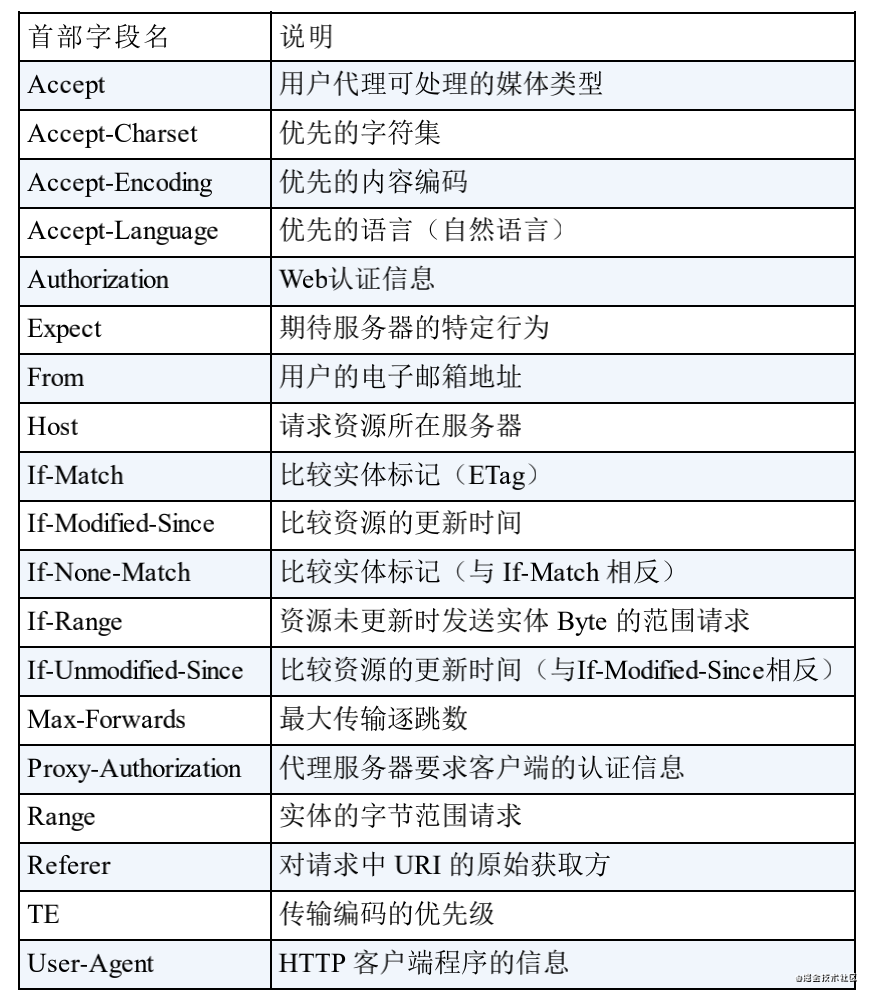 首部字段名 说明
Accept 用户代理可处理的媒体类型
Accept-Charset 优先的字符集
Accept-Encoding 优先的内容编码
Accept-Language 优先的语言（自然语言）
Authorization Web认证信息
Expect 期待服务器的特定行为
From 用户的电子邮箱地址
Host 请求资源所在服务器
If-Match 比较实体标记（ETag）
If-Modified-Since 比较资源的更新时间
If-None-Match 比较实体标记（与 If-Match 相反）
If-Range 资源未更新时发送实体 Byte 的范围请求
If-Unmodified-Since 比较资源的更新时间（与If-Modified-Since相反）
Max-Forwards 最大传输逐跳数
Proxy-Authorization 代理服务器要求客户端的认证信息
Range 实体的字节范围请求
Referer 对请求中 URI 的原始获取方
TE 传输编码的优先级
User-Agent HTTP 客户端程序的信息
@掘金技术社区